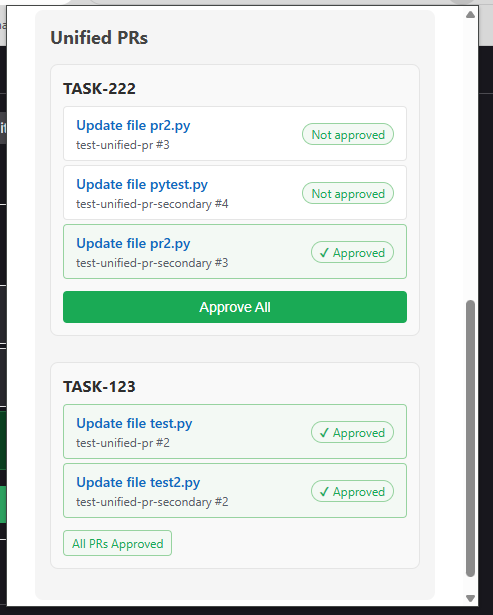 Unified PRs
TASK-222
Update file pr2.py
test-unified-pr #3
Not approved
Update file pytest.py
test-unified-pr-secondary #4
Not approved
Update file pr2.py
test-unified-pr-secondary #3
✓ Approved
Approve All
TASK-123
Update file test.py
test-unified-pr #2
✓ Approved
Update file test2.py
test-unified-pr-secondary #2
✓ Approved
All PRs Approved